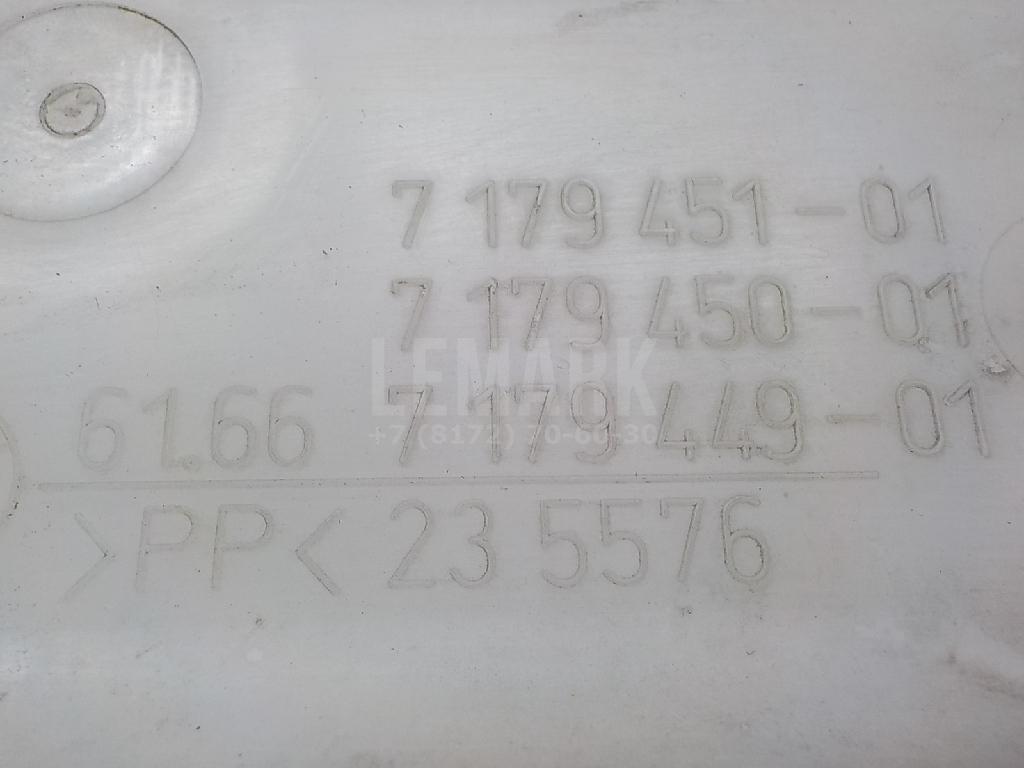 7 179 451-01
7 179 450-01
61.66 7 179 449-01
>PP< 23 5576
LEMARK
+7 (8172) 70-60-30